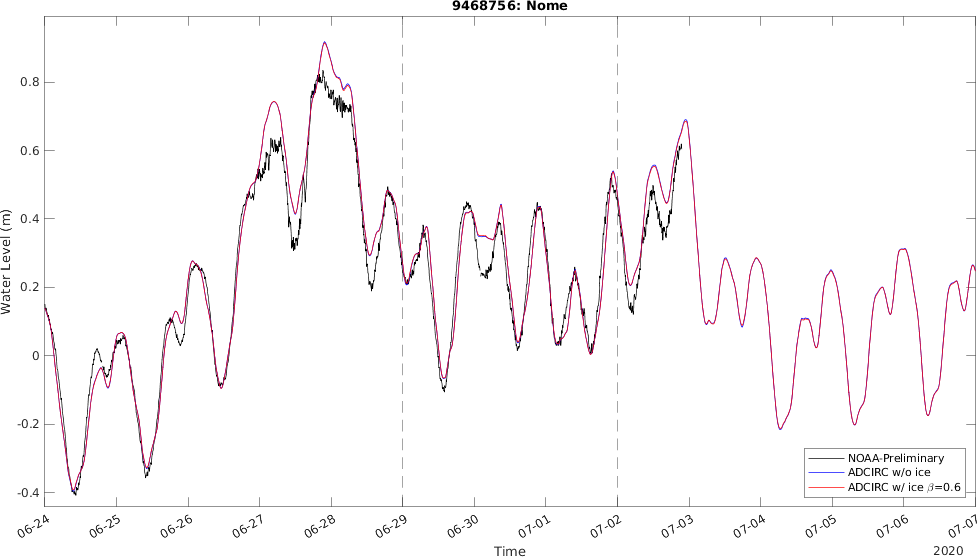 9468756: Nome
Water Level (m)
0.8
0.6
0.4
0.2
0
-0.2
-0.4
NOAA-Preliminary
ADCIRC w/o ice
ADCIRC w/ ice β=0.6
06-24 06-25 06-26 06-27 06-28 06-29 06-30 07-01 07-02 07-03 07-04 07-05 07-06 07-07
2020
Time